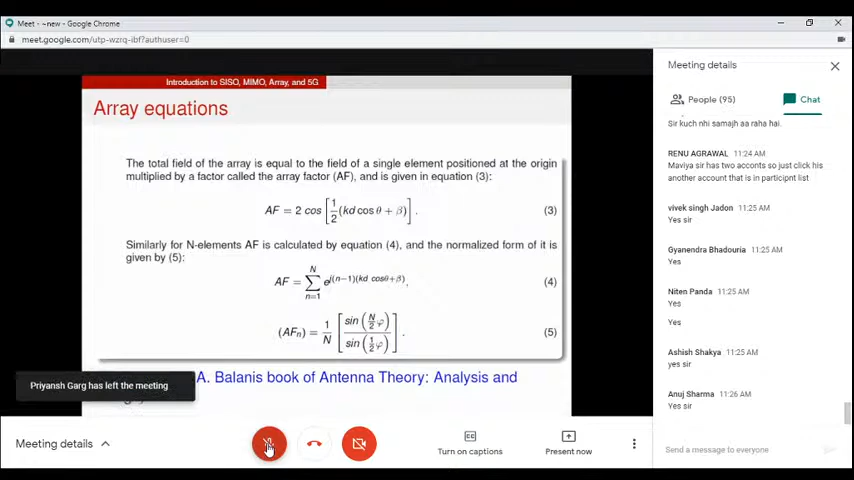 Meet - ~new - Google Chrome
meet.google.com/utp-wzrq-ibf?authuser=0
Introduction to SISO, MIMO, Array, and 5G
Array equations
The total field of the array is equal to the field of a single element positioned at the origin
multiplied by a factor called the array factor (AF), and is given in equation (3):
AF = 2 cos [ 1/2 (kd cos θ + β) ] . (3)
Similarly for N-elements AF is calculated by equation (4), and the normalized form of it is
given by (5):
AF = ∑_{n=1}^{N} e^{j(n−1)(kd cosθ+β)}, (4)
(AF_n) = 1/N [ sin (N/2 φ) / sin (1/2 φ) ] . (5)
A. Balanis book of Antenna Theory: Analysis and
Priyansh Garg has left the meeting
Meeting details
CC
Turn on captions
Present now
Meeting details
People (95)
Chat
Sir kuch nhi samajh aa raha hai.
RENU AGRAWAL 11:24 AM
Maviya sir has two acconts so just click his
another account that is in particpnt list
vivek singh Jadon 11:25 AM
Yes sir
Gyanendra Bhadouria 11:25 AM
Yes
Niten Panda 11:25 AM
Yes
Yes
Ashish Shakya 11:25 AM
yes sir
Anuj Sharma 11:26 AM
Yes sir
Send a message to everyone